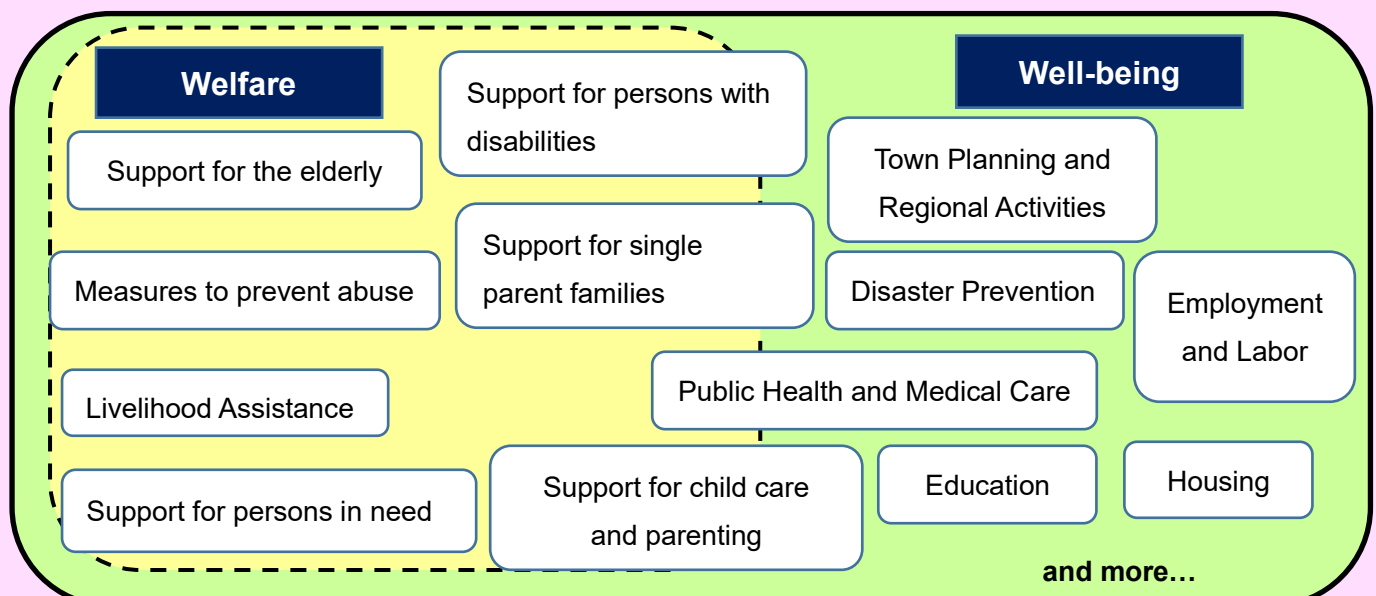 Welfare
Support for the elderly
Measures to prevent abuse
Livelihood Assistance
Support for persons in need
Support for persons with
disabilities
Support for single
parent families
Public Health and Medical Care
Support for child care
and parenting
Well-being
Town Planning and
Regional Activities
Disaster Prevention
Employment
and Labor
Education
Housing
and more…